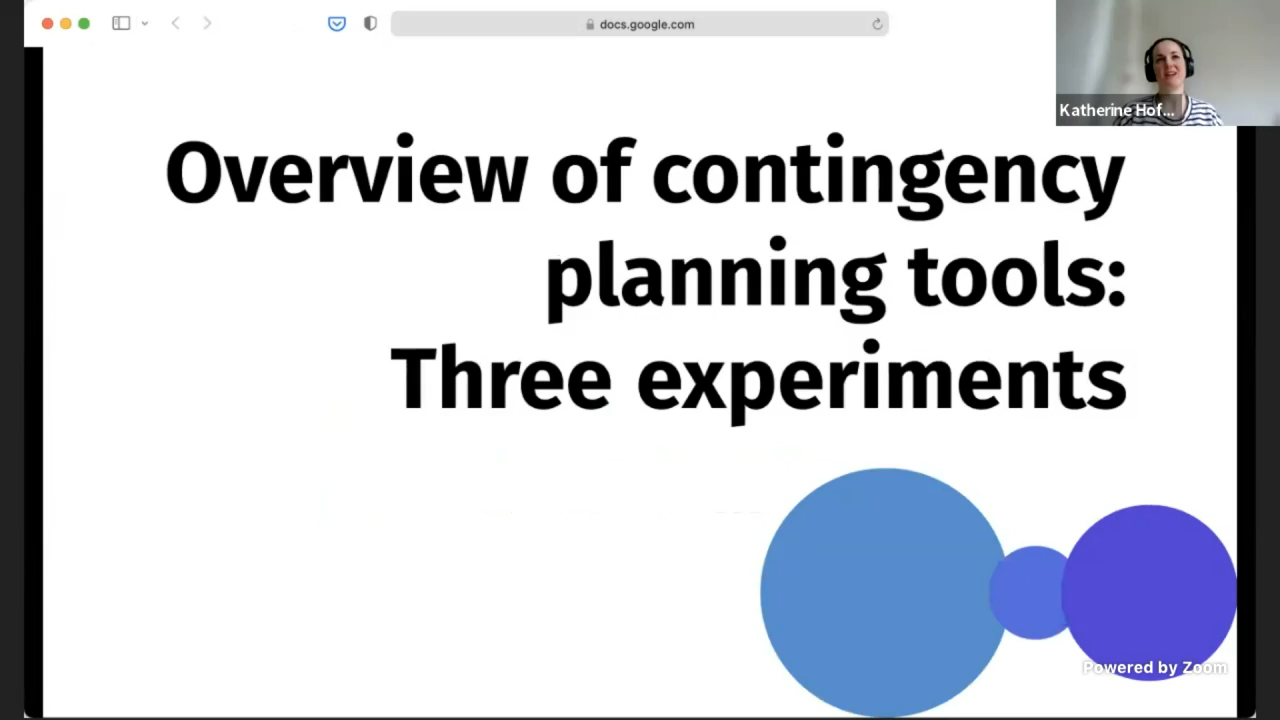 docs.google.com
Katherine Hof...
Overview of contingency
planning tools:
Three experiments
Powered by Zoom